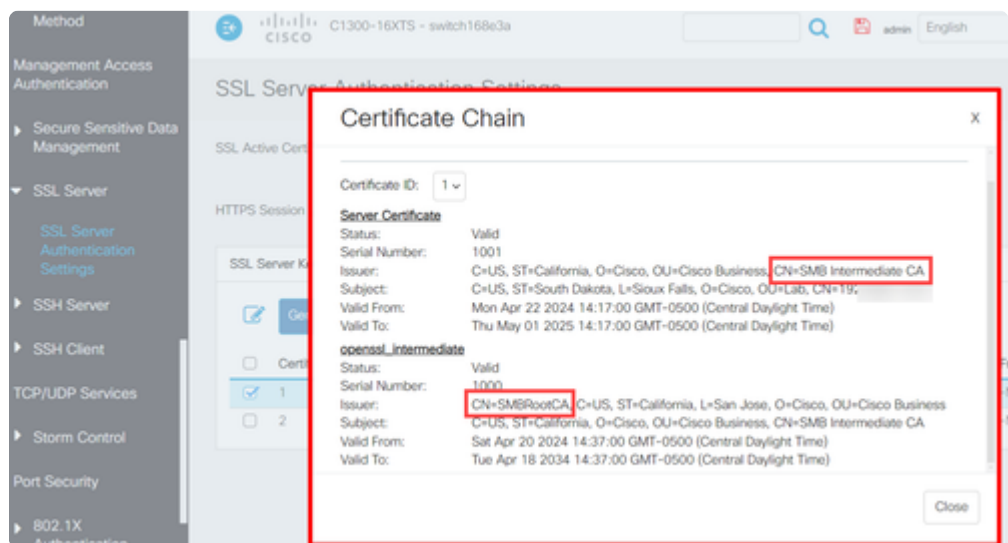 Method
CISCO
C1300-16XTS - switch168e3a
admin
English
Management Access
Authentication
Secure Sensitive Data
Management
SSL Server
SSL Server
Authentication
Settings
SSH Server
SSH Client
TCP/UDP Services
Storm Control
Port Security
802.1X
SSL Server Authentication Settings
SSL Active Cert
HTTPS Session
SSL Server Ke
Ger
Certi
1
2
Certificate Chain
X
Certificate ID: 1
Server Certificate
Status: Valid
Serial Number: 1001
Issuer: C=US, ST=California, O=Cisco, OU=Cisco Business, CN=SMB Intermediate CA
Subject: C=US, ST=South Dakota, L=Sioux Falls, O=Cisco, OU=Lab, CN=192
Valid From: Mon Apr 22 2024 14:17:00 GMT-0500 (Central Daylight Time)
Valid To: Thu May 01 2025 14:17:00 GMT-0500 (Central Daylight Time)
openssl_intermediate
Status: Valid
Serial Number: 1000
Issuer: CN=SMBRootCA, C=US, ST=California, L=San Jose, O=Cisco, OU=Cisco Business
Subject: C=US, ST=California, O=Cisco, OU=Cisco Business, CN=SMB Intermediate CA
Valid From: Sat Apr 20 2024 14:37:00 GMT-0500 (Central Daylight Time)
Valid To: Tue Apr 18 2034 14:37:00 GMT-0500 (Central Daylight Time)
Close